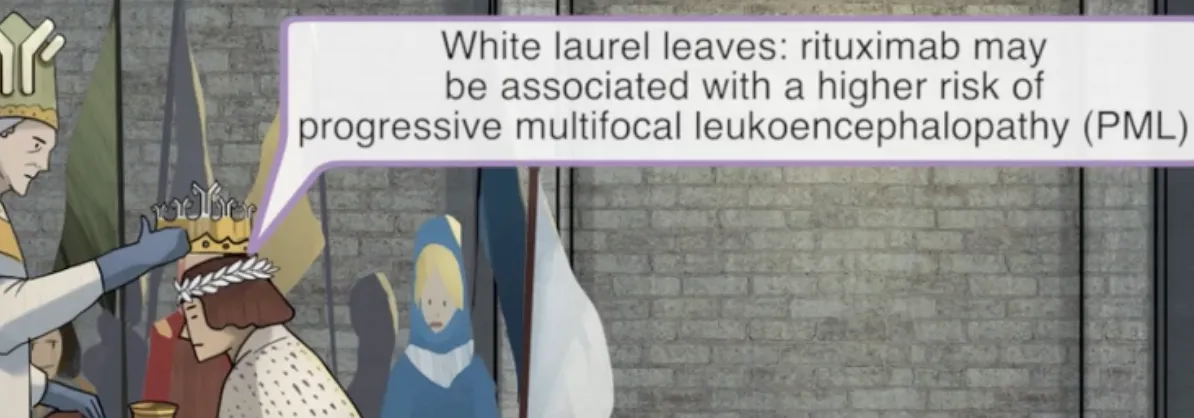 White laurel leaves: rituximab may
be associated with a higher risk of
progressive multifocal leukoencephalopathy (PML)